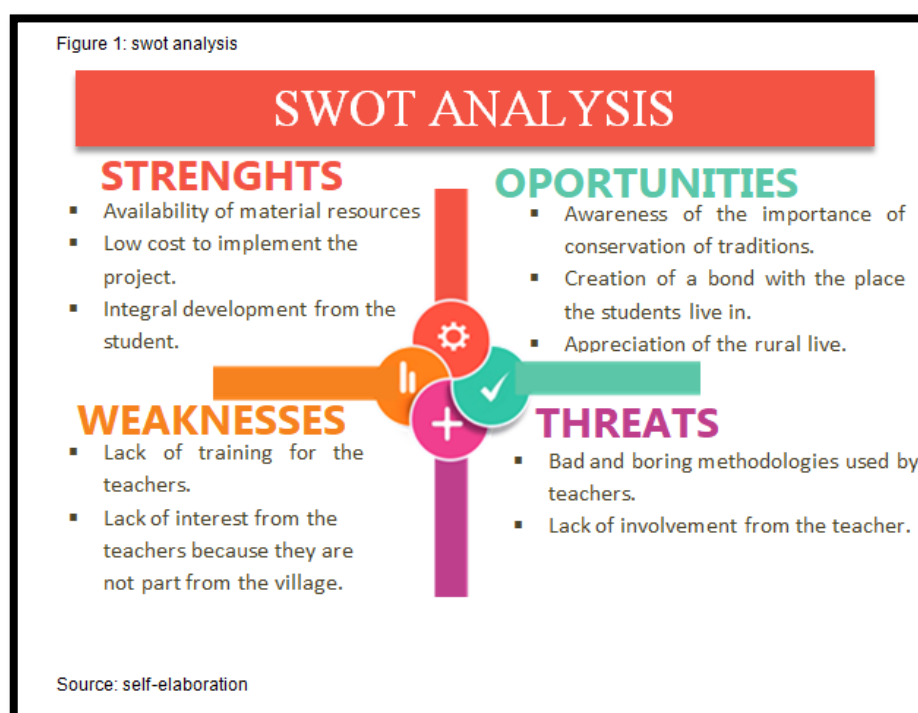 Figure 1: swot analysis
SWOT ANALYSIS
STRENGHTS
▪ Availability of material resources
▪ Low cost to implement the
project.
▪ Integral development from the
student.
OPORTUNITIES
▪ Awareness of the importance of
conservation of traditions.
▪ Creation of a bond with the place
the students live in.
▪ Appreciation of the rural live.
WEAKNESSES
▪ Lack of training for the
teachers.
▪ Lack of interest from the
teachers because they are
not part from the village.
THREATS
▪ Bad and boring methodologies used by
teachers.
▪ Lack of involvement from the teacher.
Source: self-elaboration